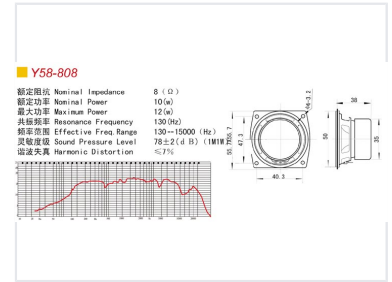 Y58-808
额定阻抗 Nominal Impedance 8 (Ω)
额定功率 Nominal Power 10(w)
最大功率 Maximum Power 12(w)
共振频率 Resonance Frequency 130(Hz)
频率范围 Effective Freq.Range 130--15000 (Hz)
灵敏度级 Sound Pressure Level 78±2(dB) (1M1W)
谐波失真 Harmonic Distortion ≤7%
38
47.3
50
35
40.3